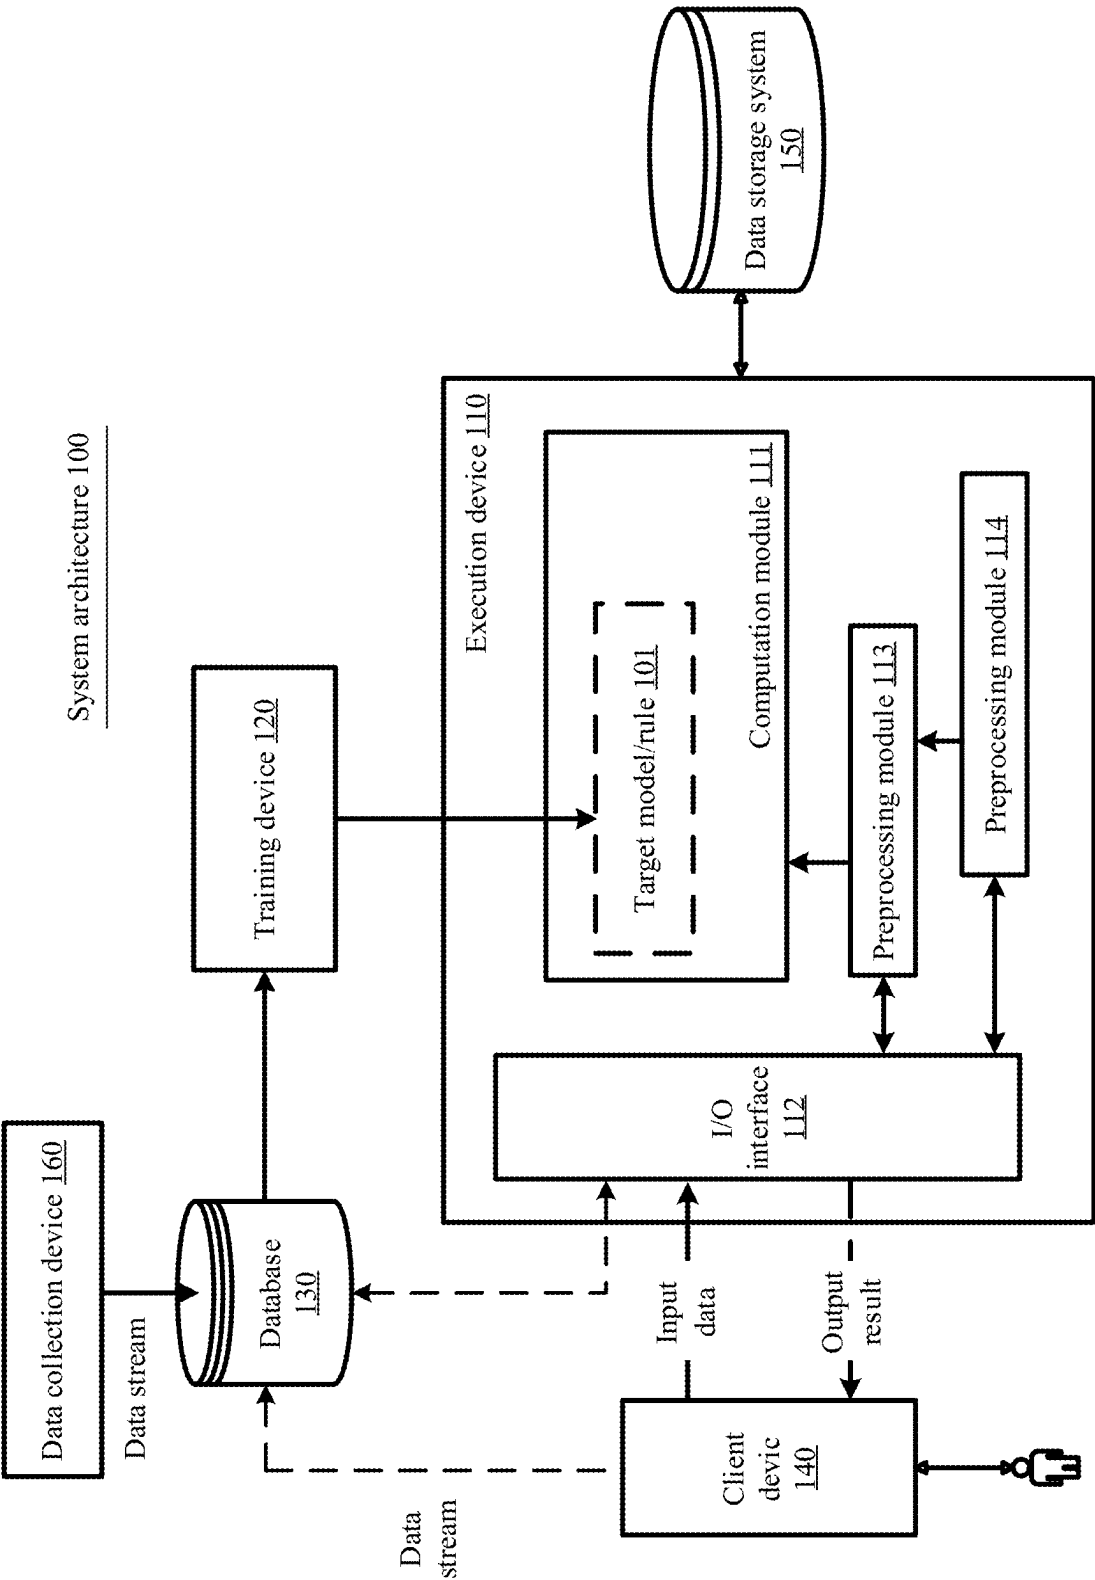 System architecture 100
Data collection device 160
Data stream
Database
130
Training device 120
Data
stream
Execution device 110
Target model/rule 101
Computation module 111
Data storage system
150
Input
data
Output
result
I/O
interface
112
Preprocessing module 113
Preprocessing module 114
Client
devic
140